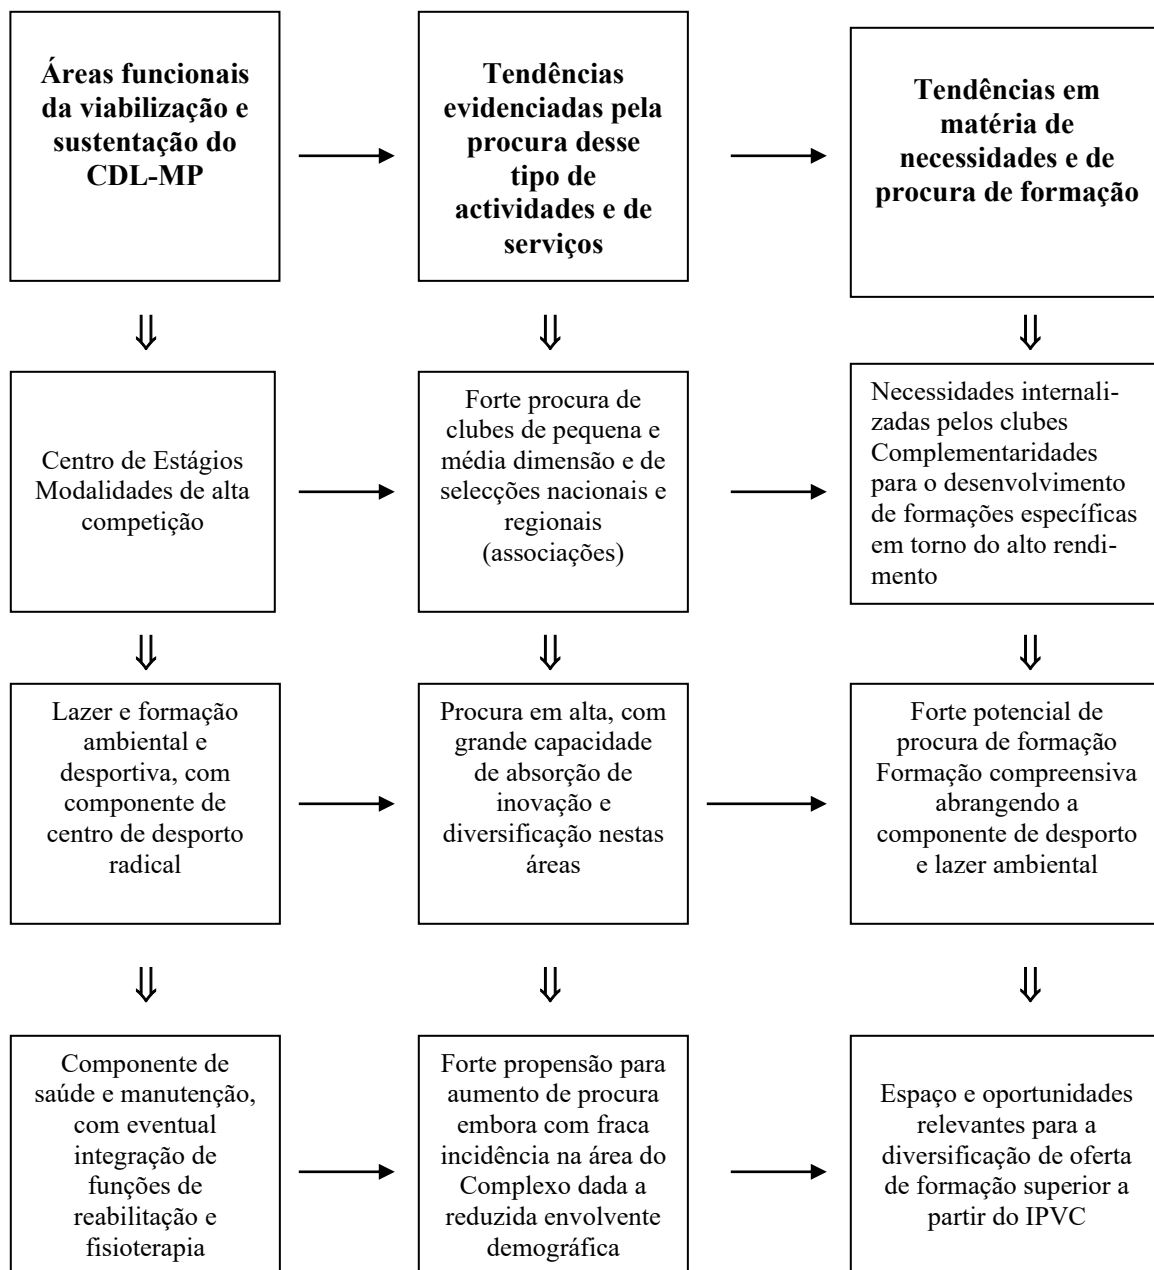 Áreas funcionais
da viabilização e
sustentação do
CDL-MP
Tendências
evidenciadas pela
procura desse
tipo de
actividades e de
serviços
Tendências em
matéria de
necessidades e de
procura de formação
Centro de Estágios
Modalidades de alta
competição
Forte procura de
clubes de pequena e
média dimensão e de
selecções nacionais e
regionais
(associações)
Necessidades internali-
zadas pelos clubes
Complementaridades
para o desenvolvimento
de formações específicas
em torno do alto rendi-
mento
Lazer e formação
ambiental e
desportiva, com
componente de
centro de desporto
radical
Procura em alta, com
grande capacidade
de absorção de
inovação e
diversificação nestas
áreas
Forte potencial de
procura de formação
Formação compreensiva
abrangendo a
componente de desporto
e lazer ambiental
Componente de
saúde e manutenção,
com eventual
integração de
funções de
reabilitação e
fisioterapia
Forte propensão para
aumento de procura
embora com fraca
incidência na área do
Complexo dada a
reduzida envolvente
demográfica
Espaço e oportunidades
relevantes para a
diversificação de oferta
de formação superior a
partir do IPVC